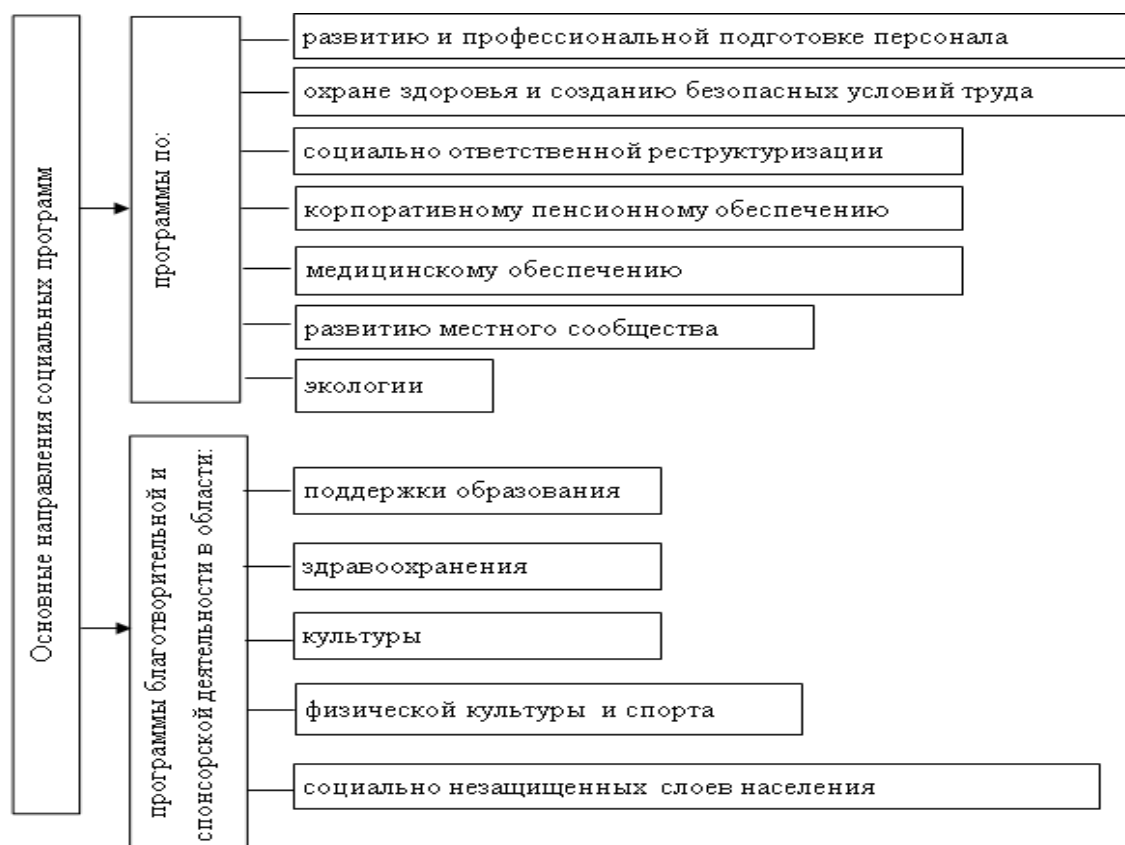 Основные направления социальных программ
программы по:
развитию и профессиональной подготовке персонала
охране здоровья и созданию безопасных условий труда
социально ответственной реструктуризации
корпоративному пенсионному обеспечению
медицинскому обеспечению
развитию местного сообщества
экологии
программы благотворительной и
спонсорской деятельности в области:
поддержки образования
здравоохранения
культуры
физической культуры и спорта
социально незащищенных слоев населения